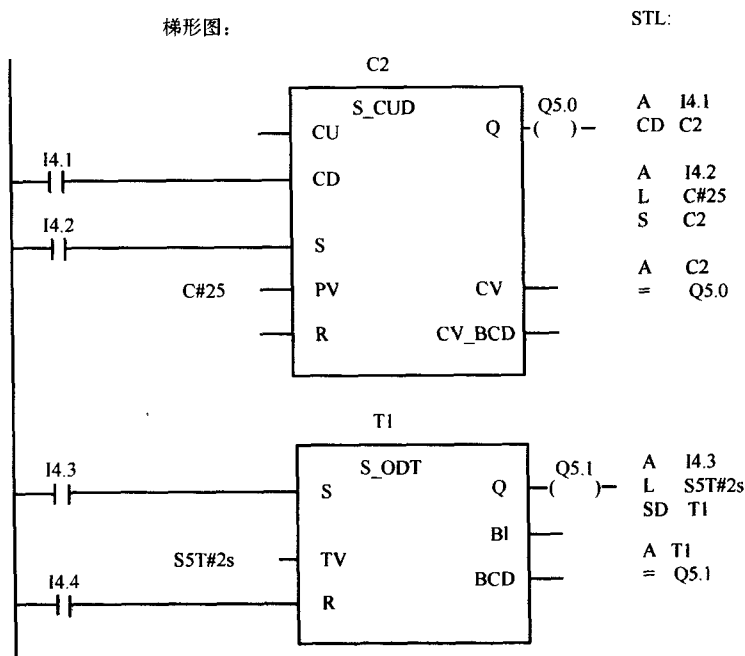 梯形图：
STL:
C2
S_CUD
CU
Q
Q5.0
I4.1
CD
I4.2
S
C#25
PV
CV
R
CV_BCD
A I4.1
CD C2
A I4.2
L C#25
S C2
A C2
= Q5.0
T1
S_ODT
I4.3
S
Q
Q5.1
BI
S5T#2s
TV
BCD
I4.4
R
A I4.3
L S5T#2s
SD T1
A T1
= Q5.1